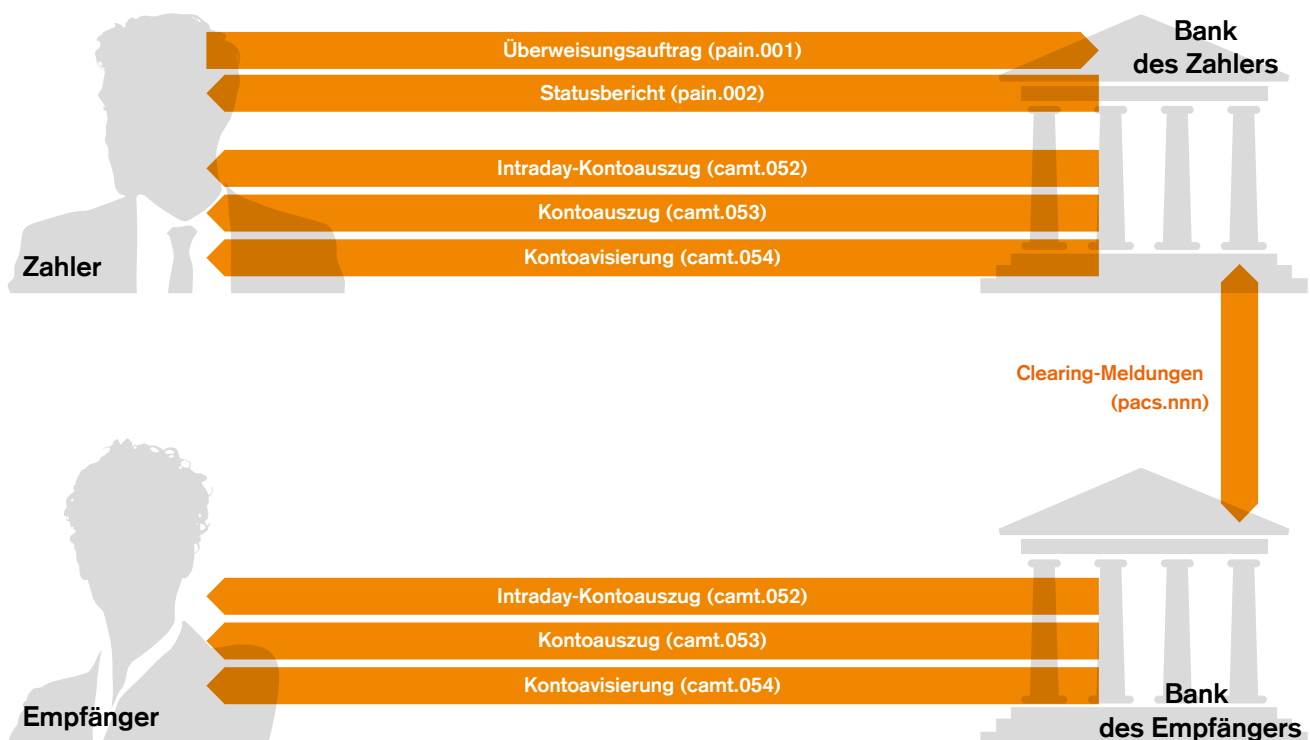 Überweisungsauftrag (pain.001)
Bank
des Zahlers
Statusbericht (pain.002)
Intraday-Kontoauszug (camt.052)
Kontoauszug (camt.053)
Kontoavisierung (camt.054)
Zahler
Clearing-Meldungen
(pacs.nnn)
Intraday-Kontoauszug (camt.052)
Kontoauszug (camt.053)
Kontoavisierung (camt.054)
Empfänger
Bank
des Empfängers